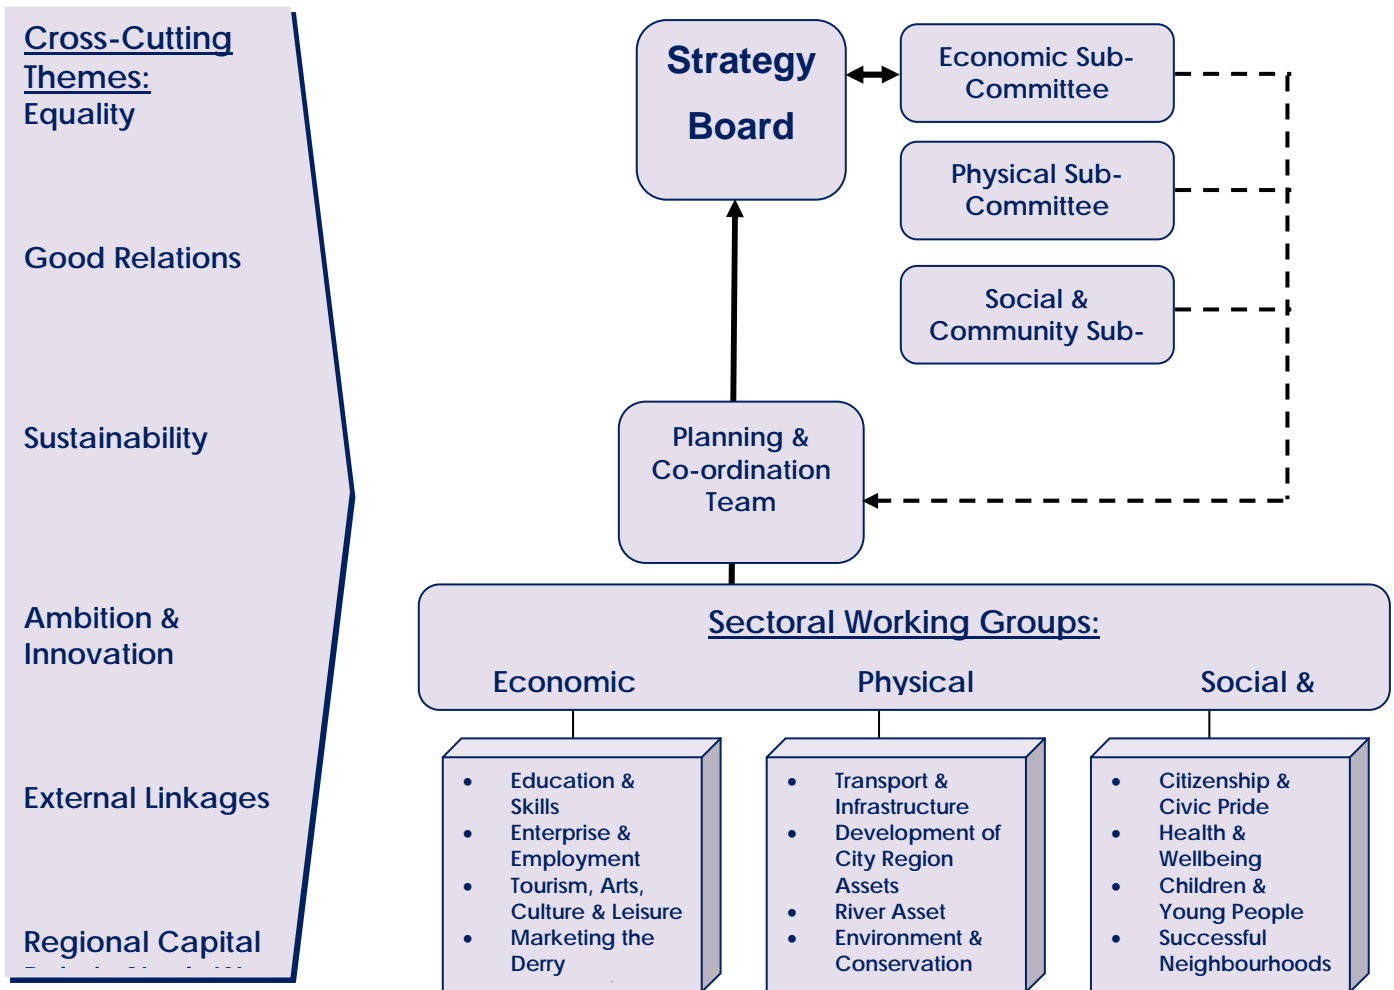 Cross-Cutting
Themes:
Equality
Good Relations
Sustainability
Ambition &
Innovation
External Linkages
Regional Capital
Strategy
Board
Economic Sub-
Committee
Physical Sub-
Committee
Social &
Community Sub-
Planning &
Co-ordination
Team
Sectoral Working Groups:
Economic
Physical
Social &
• Education &
Skills
• Enterprise &
Employment
• Tourism, Arts,
Culture & Leisure
• Marketing the
Derry
• Transport &
Infrastructure
• Development of
City Region
Assets
• River Asset
• Environment &
Conservation
• Citizenship &
Civic Pride
• Health &
Wellbeing
• Children &
Young People
• Successful
Neighbourhoods